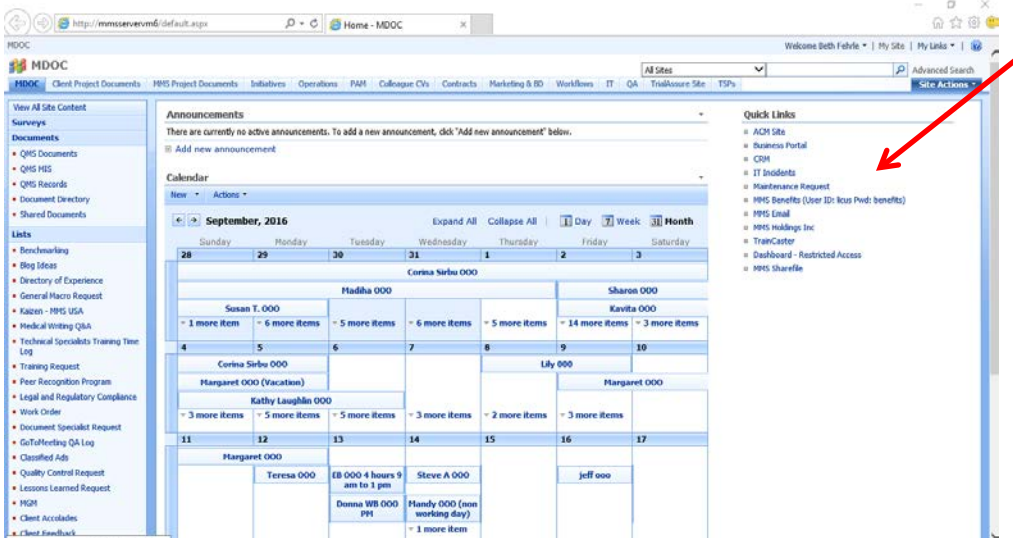 http://mmsservervm6/default.aspx
Home - MDOC
MDOC
Welcome Beth Fehrle | My Site | My Links |
MDOC
All Sites
Advanced Search
MDOC Client Project Documents MMS Project Documents Initiatives Operations PAM Colleague CVs Contracts Marketing & BD Workflows IT QA TrialAssure Site TSPs
Site Actions
View All Site Content
Surveys
Documents
QMS Documents
QMS MIS
QMS Records
Document Directory
Shared Documents
Lists
Benchmarking
Blog Ideas
Directory of Experience
General Macro Request
Kaizen - MMS USA
Medical Writing Q&A
Technical Specialists Training Time
Log
Training Request
Peer Recognition Program
Legal and Regulatory Compliance
Work Order
Document Specialist Request
GoToMeeting QA Log
Classified Ads
Quality Control Request
Lessons Learned Request
MGM
Client Accolades
Client Feedback
Announcements
There are currently no active announcements. To add a new announcement, click "Add new announcement" below.
Add new announcement
Calendar
New Actions
September, 2016
Expand All Collapse All | 1 Day 7 Week 31 Month
Sunday Monday Tuesday Wednesday Thursday Friday Saturday
28 29 30 31 1 2 3
Corina Sirbu OOO
Madiha OOO Sharon OOO
Susan T. OOO Kavita OOO
1 more item 6 more items 5 more items 6 more items 5 more items 14 more items 3 more items
4 5 6 7 8 9 10
Corina Sirbu OOO Lily OOO
Margaret OOO (Vacation) Margaret OOO
Kathy Laughlin OOO
3 more items 5 more items 5 more items 3 more items 2 more items 3 more items
11 12 13 14 15 16 17
Margaret OOO
Teresa OOO EB OOO 4 hours 9 Steve A OOO jeff ooo
am to 1 pm
Donna WB OOO Mandy OOO (non
PM working day)
1 more item
Quick Links
ACM Site
Business Portal
CRM
IT Incidents
Maintenance Request
MMS Benefits (User ID: licus Pwd: benefits)
MMS Email
MMS Holdings Inc
TrainCaster
Dashboard - Restricted Access
MMS Sharefile